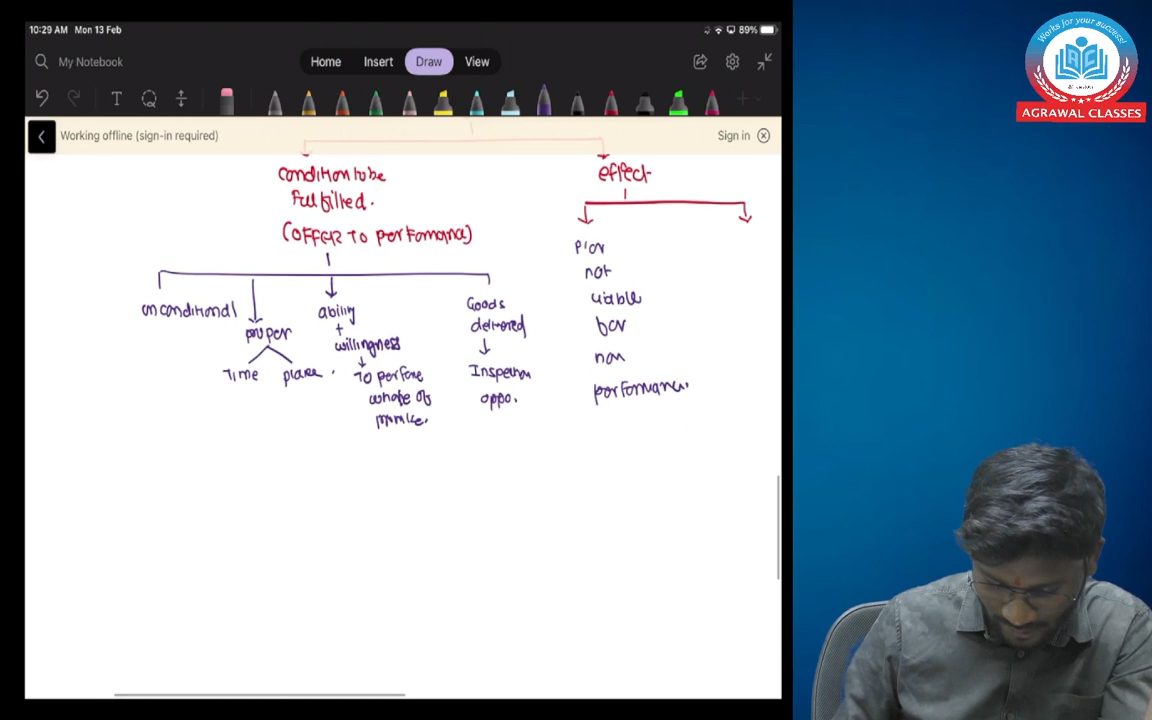 10:29 AM Mon 13 Feb
89%
My Notebook
Home Insert Draw View
Working offline (sign-in required)
Sign in
Works for your success!
AC
AGRAWAL CLASSES
condition to be
Fulfilled.
(OFFER TO performance)
effect
unconditional
proper
Time place
ability
+
willingness
To perform
whole of
promise.
Goods
delivered
Inspection
oppo.
P'or
not
liable
for
non
performance.